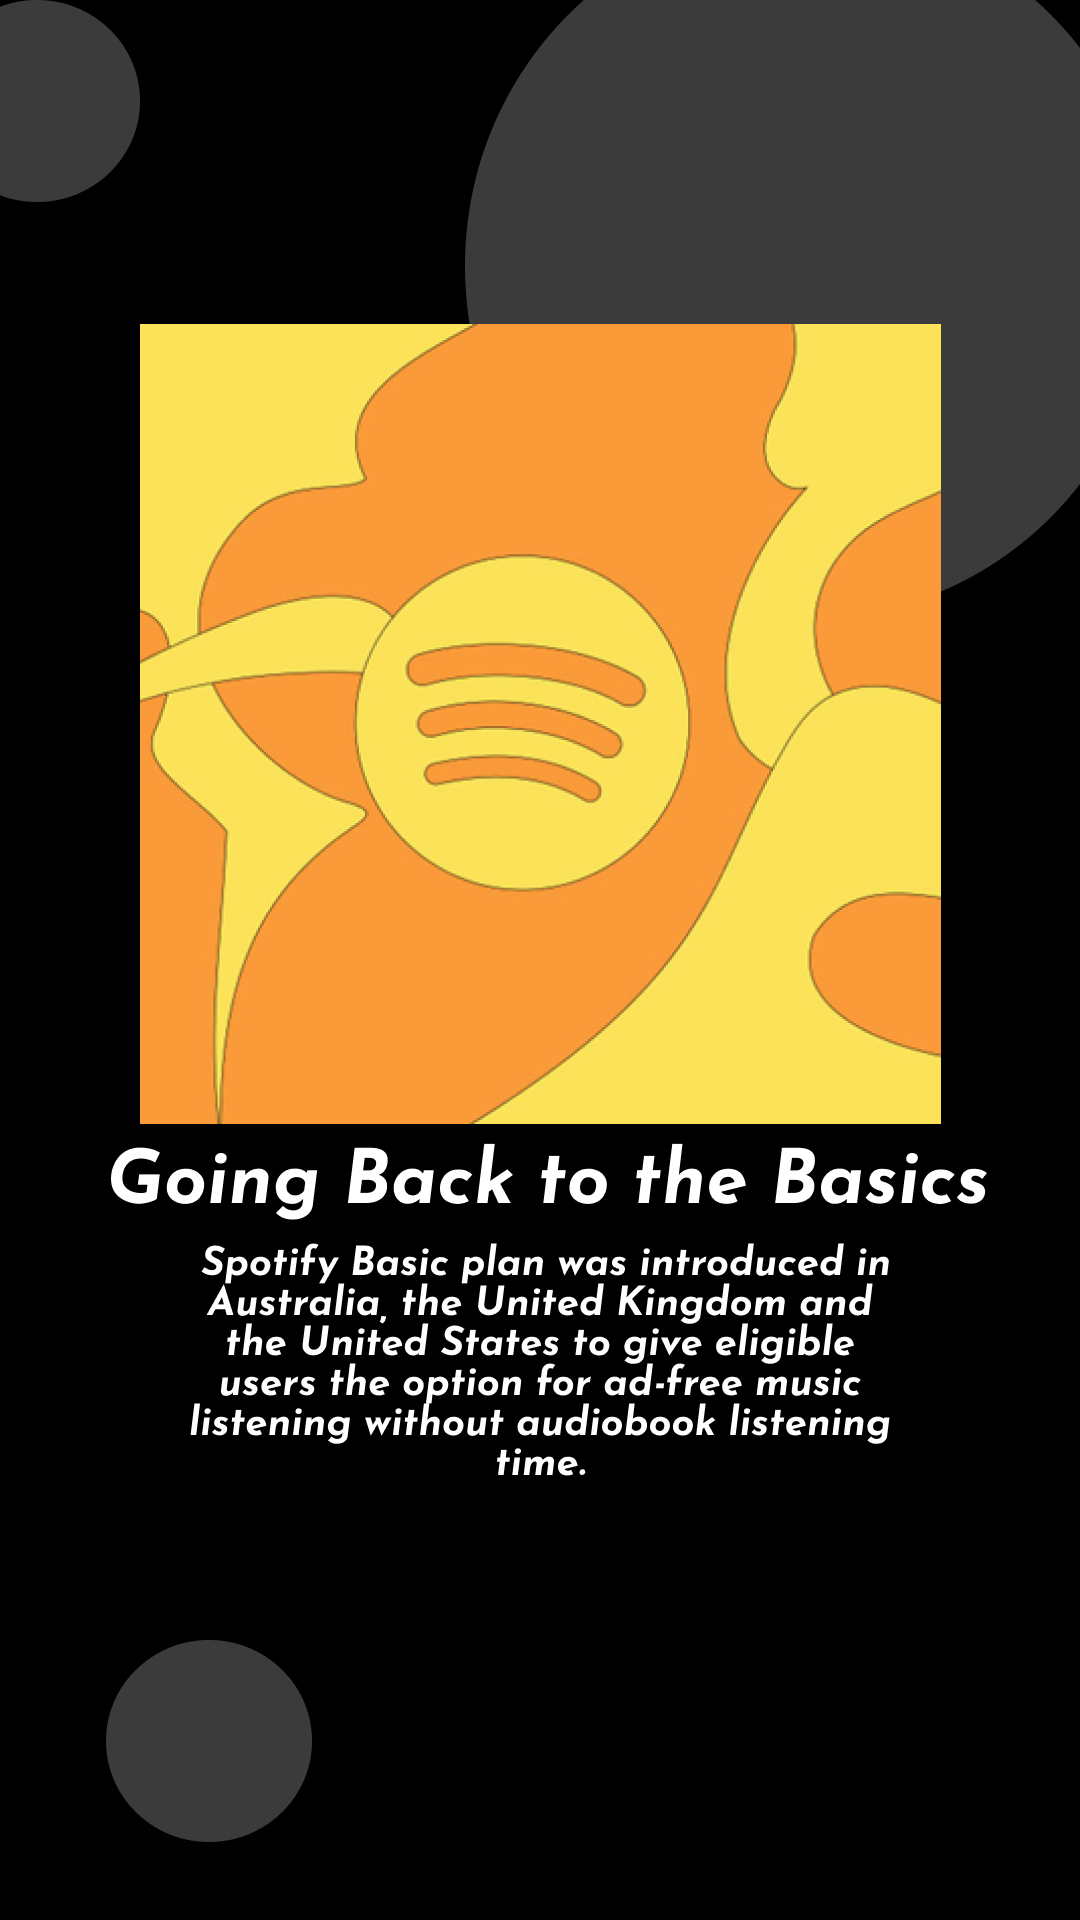 Going Back to the Basics
Spotify Basic plan was introduced in
Australia, the United Kingdom and
the United States to give eligible
users the option for ad-free music
listening without audiobook listening
time.